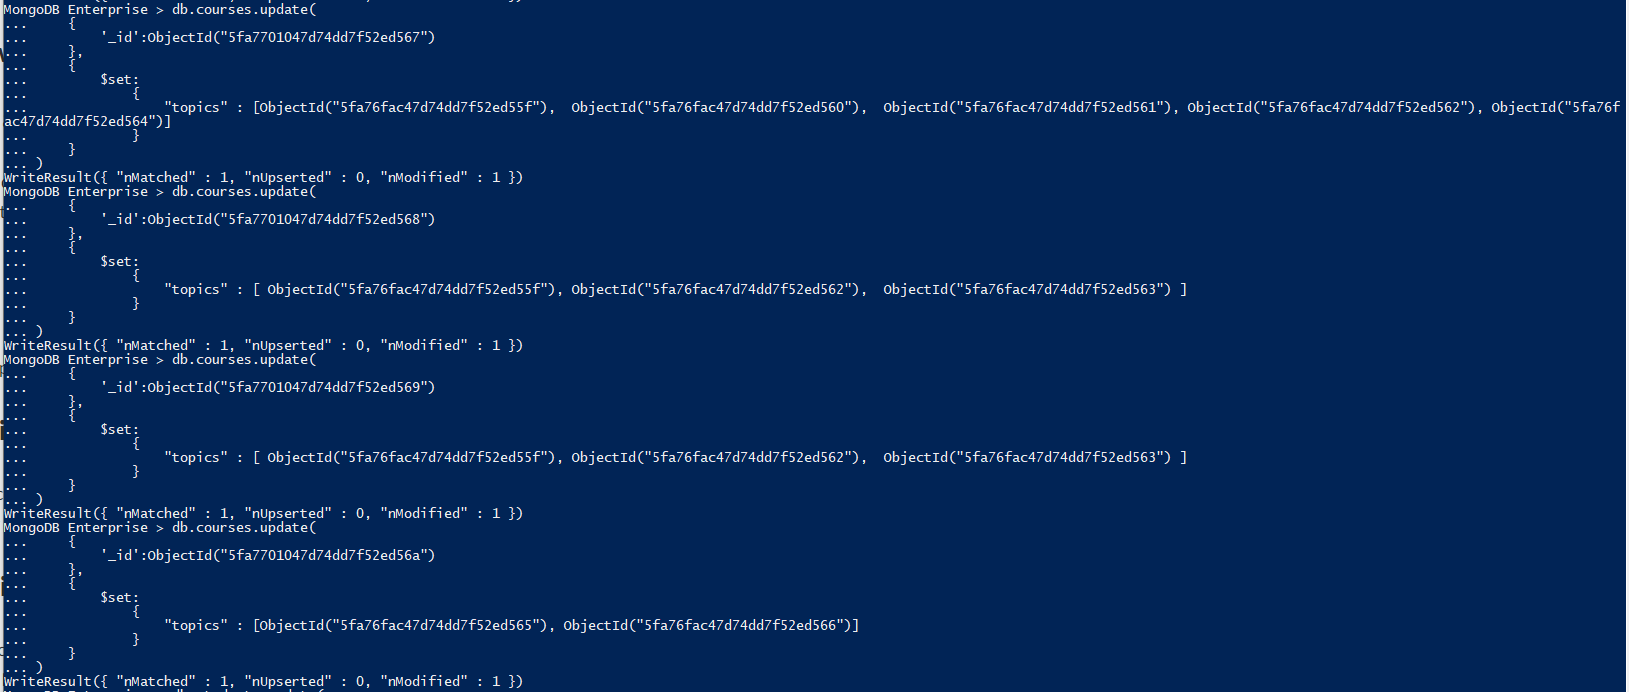 MongoDB Enterprise > db.courses.update(
...     {
...         '_id':ObjectId("5fa7701047d74dd7f52ed567")
...     },
...     {
...         $set:
...             {
...                 "topics" : [ObjectId("5fa76fac47d74dd7f52ed55f"),  ObjectId("5fa76fac47d74dd7f52ed560"),  ObjectId("5fa76fac47d74dd7f52ed561"), ObjectId("5fa76fac47d74dd7f52ed562"), ObjectId("5fa76f
ac47d74dd7f52ed564")]
...             }
...     }
... )
WriteResult({ "nMatched" : 1, "nUpserted" : 0, "nModified" : 1 })
MongoDB Enterprise > db.courses.update(
...     {
...         '_id':ObjectId("5fa7701047d74dd7f52ed568")
...     },
...     {
...         $set:
...             {
...                 "topics" : [ ObjectId("5fa76fac47d74dd7f52ed55f"), ObjectId("5fa76fac47d74dd7f52ed562"),  ObjectId("5fa76fac47d74dd7f52ed563") ]
...             }
...     }
... )
WriteResult({ "nMatched" : 1, "nUpserted" : 0, "nModified" : 1 })
MongoDB Enterprise > db.courses.update(
...     {
...         '_id':ObjectId("5fa7701047d74dd7f52ed569")
...     },
...     {
...         $set:
...             {
...                 "topics" : [ ObjectId("5fa76fac47d74dd7f52ed55f"), ObjectId("5fa76fac47d74dd7f52ed562"),  ObjectId("5fa76fac47d74dd7f52ed563") ]
...             }
...     }
... )
WriteResult({ "nMatched" : 1, "nUpserted" : 0, "nModified" : 1 })
MongoDB Enterprise > db.courses.update(
...     {
...         '_id':ObjectId("5fa7701047d74dd7f52ed56a")
...     },
...     {
...         $set:
...             {
...                 "topics" : [ObjectId("5fa76fac47d74dd7f52ed565"), ObjectId("5fa76fac47d74dd7f52ed566")]
...             }
...     }
... )
WriteResult({ "nMatched" : 1, "nUpserted" : 0, "nModified" : 1 })